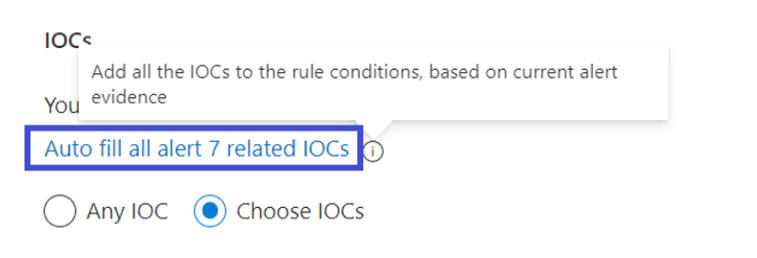 IOCs
Add all the IOCs to the rule conditions, based on current alert
evidence
You
Auto fill all alert 7 related IOCs
Any IOC
Choose IOCs